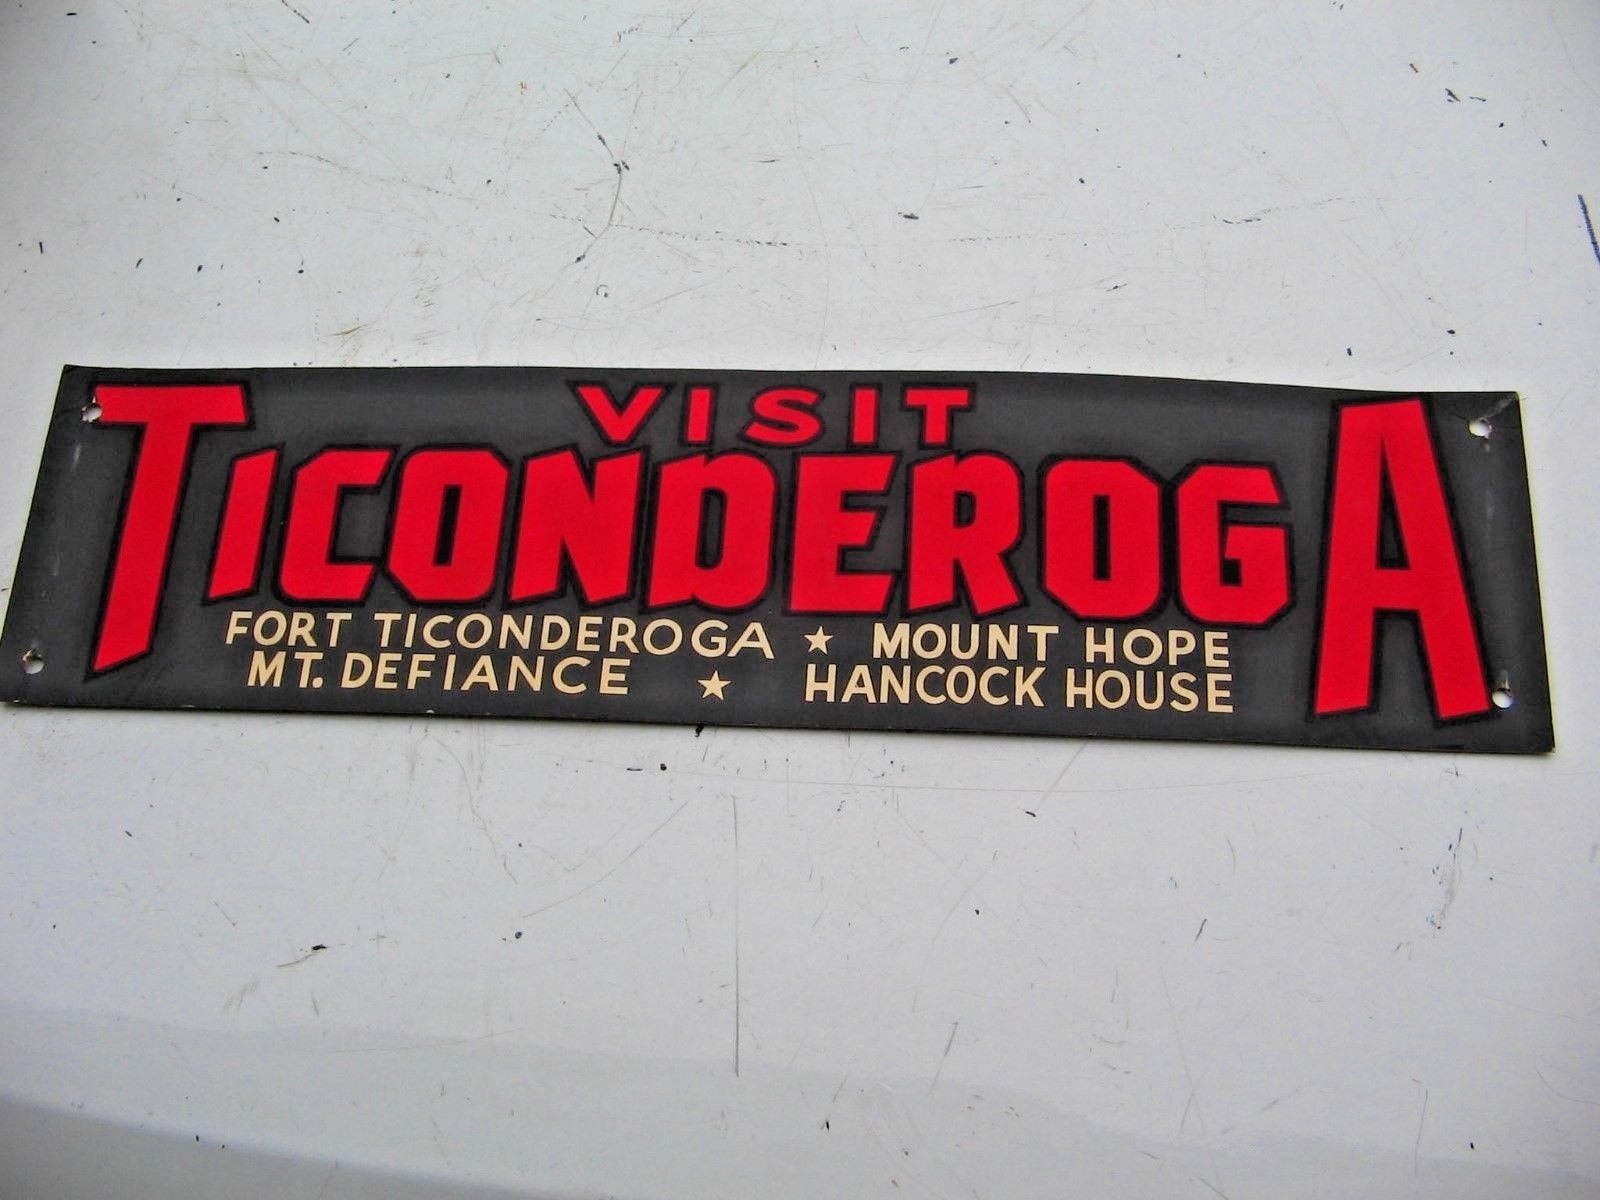 VISIT
TICONDEROGA
FORT TICONDEROGA ★ MOUNT HOPE
MT. DEFIANCE ★ HANCOCK HOUSE